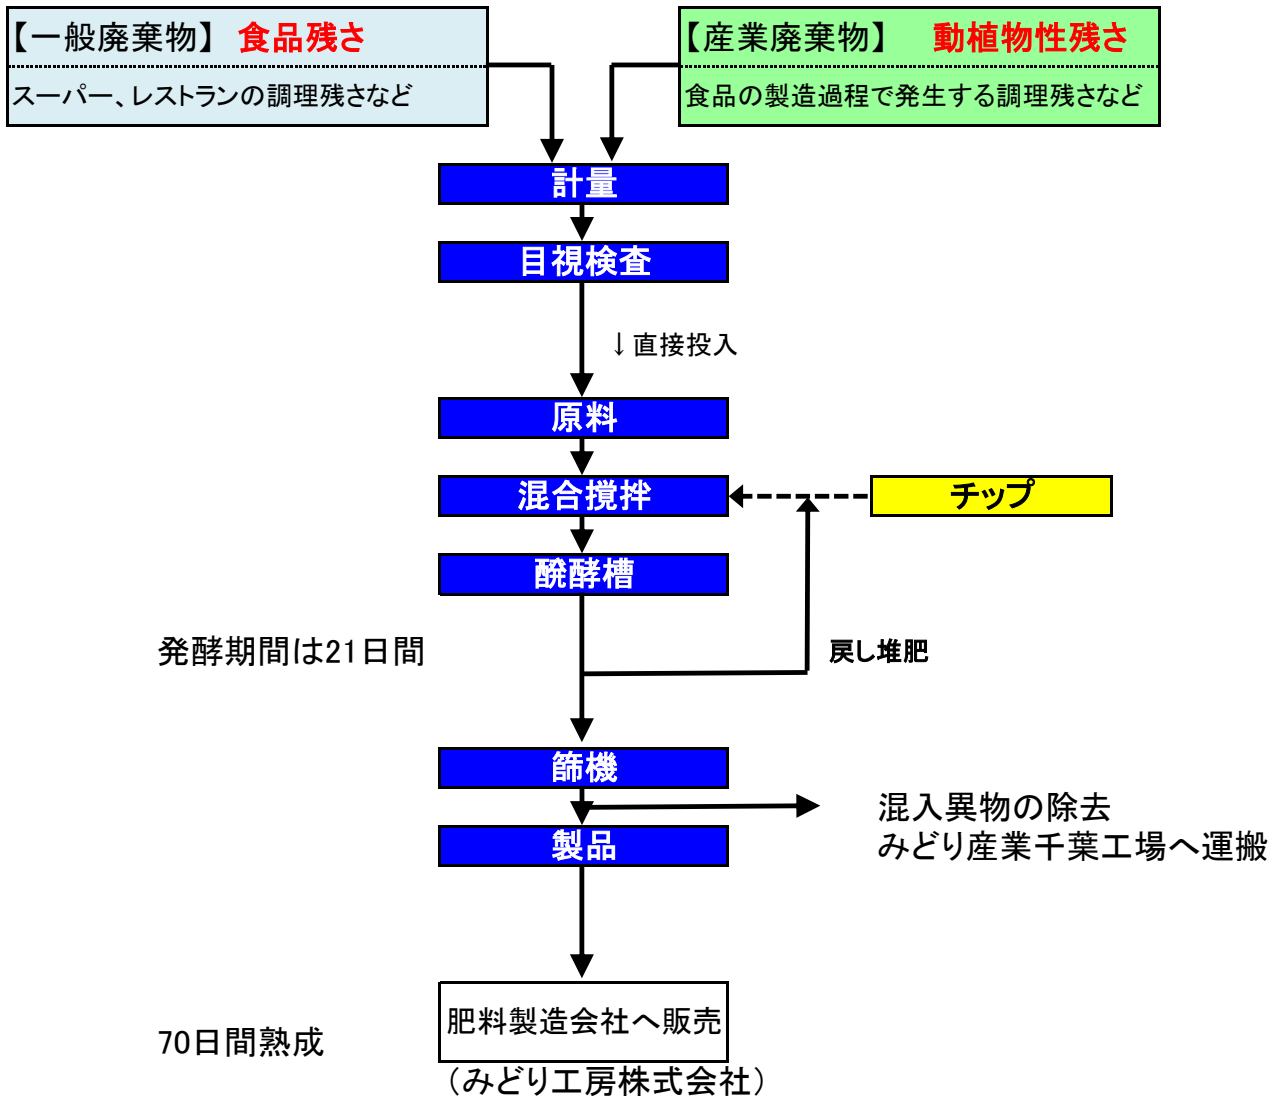 【一般廃棄物】 食品残さ
スーパー、レストランの調理残さなど
【産業廃棄物】 動植物性残さ
食品の製造過程で発生する調理残さなど
計量
目視検査
↓直接投入
原料
混合撹拌
チップ
醗酵槽
発酵期間は21日間
戻し堆肥
篩機
混入異物の除去
みどり産業千葉工場へ運搬
製品
肥料製造会社へ販売
70日間熟成
（みどり工房株式会社）